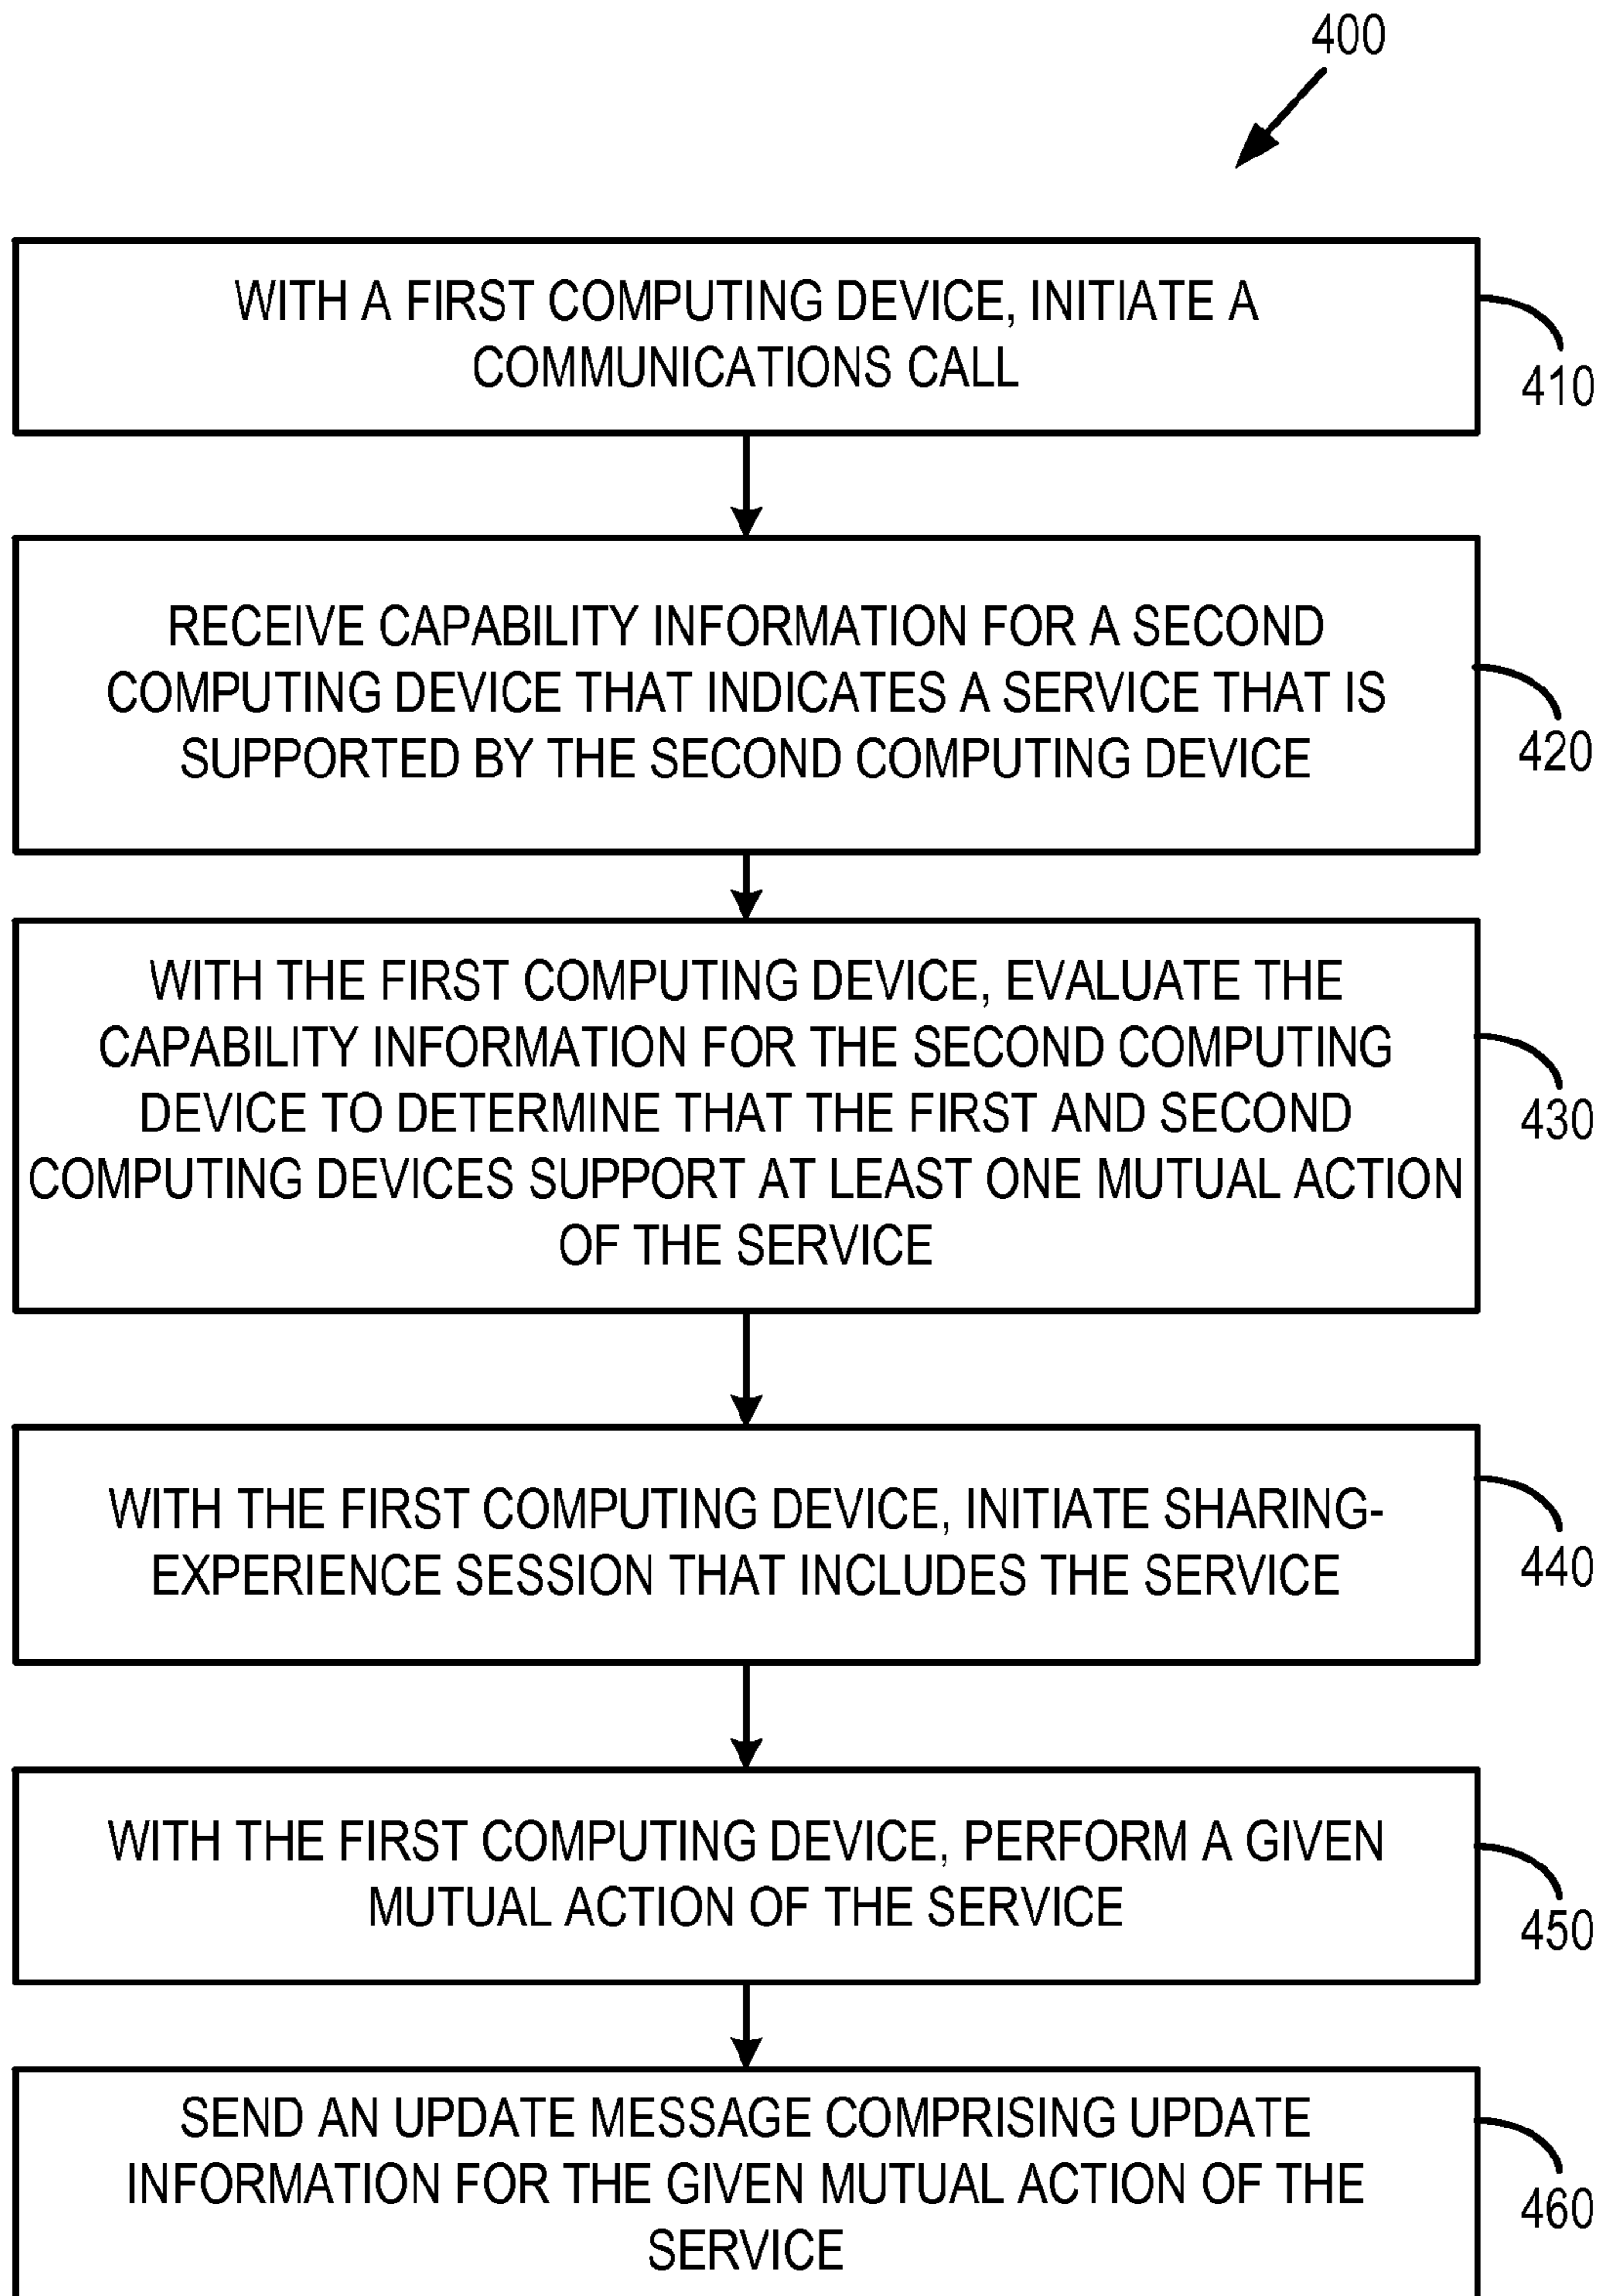 400
WITH A FIRST COMPUTING DEVICE, INITIATE A
COMMUNICATIONS CALL
410
RECEIVE CAPABILITY INFORMATION FOR A SECOND
COMPUTING DEVICE THAT INDICATES A SERVICE THAT IS
SUPPORTED BY THE SECOND COMPUTING DEVICE
420
WITH THE FIRST COMPUTING DEVICE, EVALUATE THE
CAPABILITY INFORMATION FOR THE SECOND COMPUTING
DEVICE TO DETERMINE THAT THE FIRST AND SECOND
COMPUTING DEVICES SUPPORT AT LEAST ONE MUTUAL ACTION
OF THE SERVICE
430
WITH THE FIRST COMPUTING DEVICE, INITIATE SHARING-
EXPERIENCE SESSION THAT INCLUDES THE SERVICE
440
WITH THE FIRST COMPUTING DEVICE, PERFORM A GIVEN
MUTUAL ACTION OF THE SERVICE
450
SEND AN UPDATE MESSAGE COMPRISING UPDATE
INFORMATION FOR THE GIVEN MUTUAL ACTION OF THE
SERVICE
460